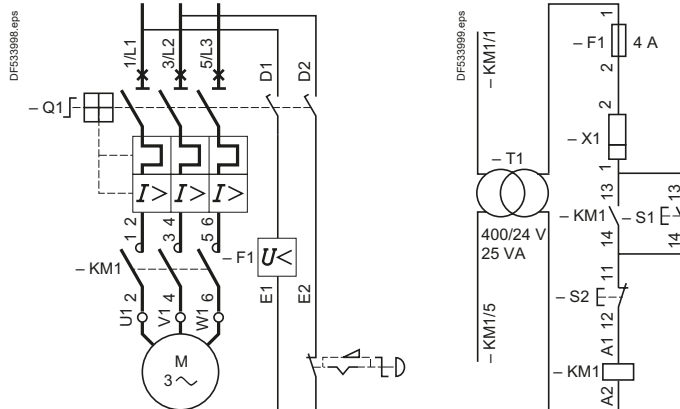 DF533998.eps
1/L1
3/L2
5/L3
D1
D2
– Q1
I>
I>
I>
2
4
6
1
3
5
– KM1
– F1
U<
2
4
6
U1
V1
W1
E1
E2
M
3
DF533999.eps
– KM1/1
– T1
400/24 V
25 VA
– KM1/5
1
– F1
4 A
2
2
– X1
1
13
– KM1
14
13
– S1
14
11
– S2
12
A1
– KM1
A2